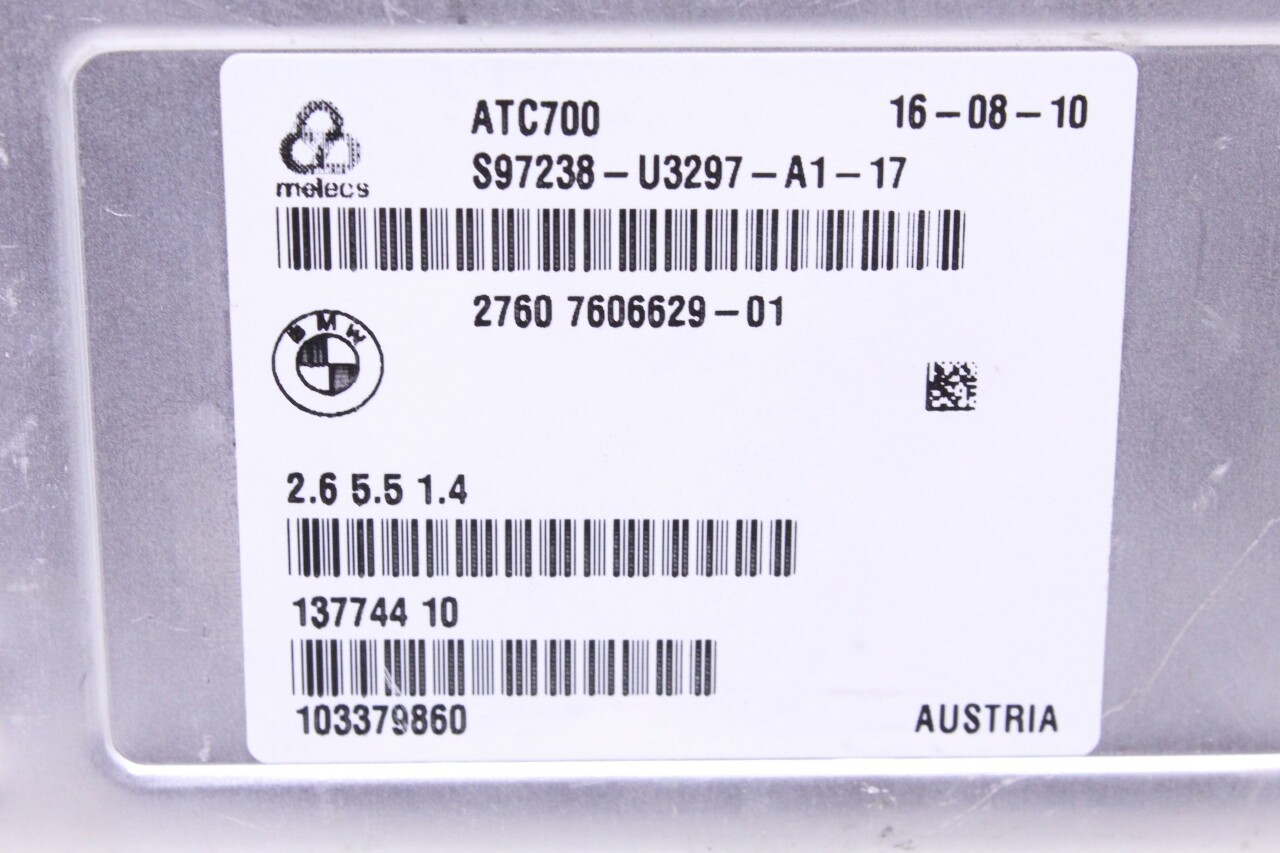 ATC700
16-08-10
melecs
S97238-U3297-A1-17
2760 7606629-01
BMW
2.6 5.5 1.4
137744 10
103379860
AUSTRIA